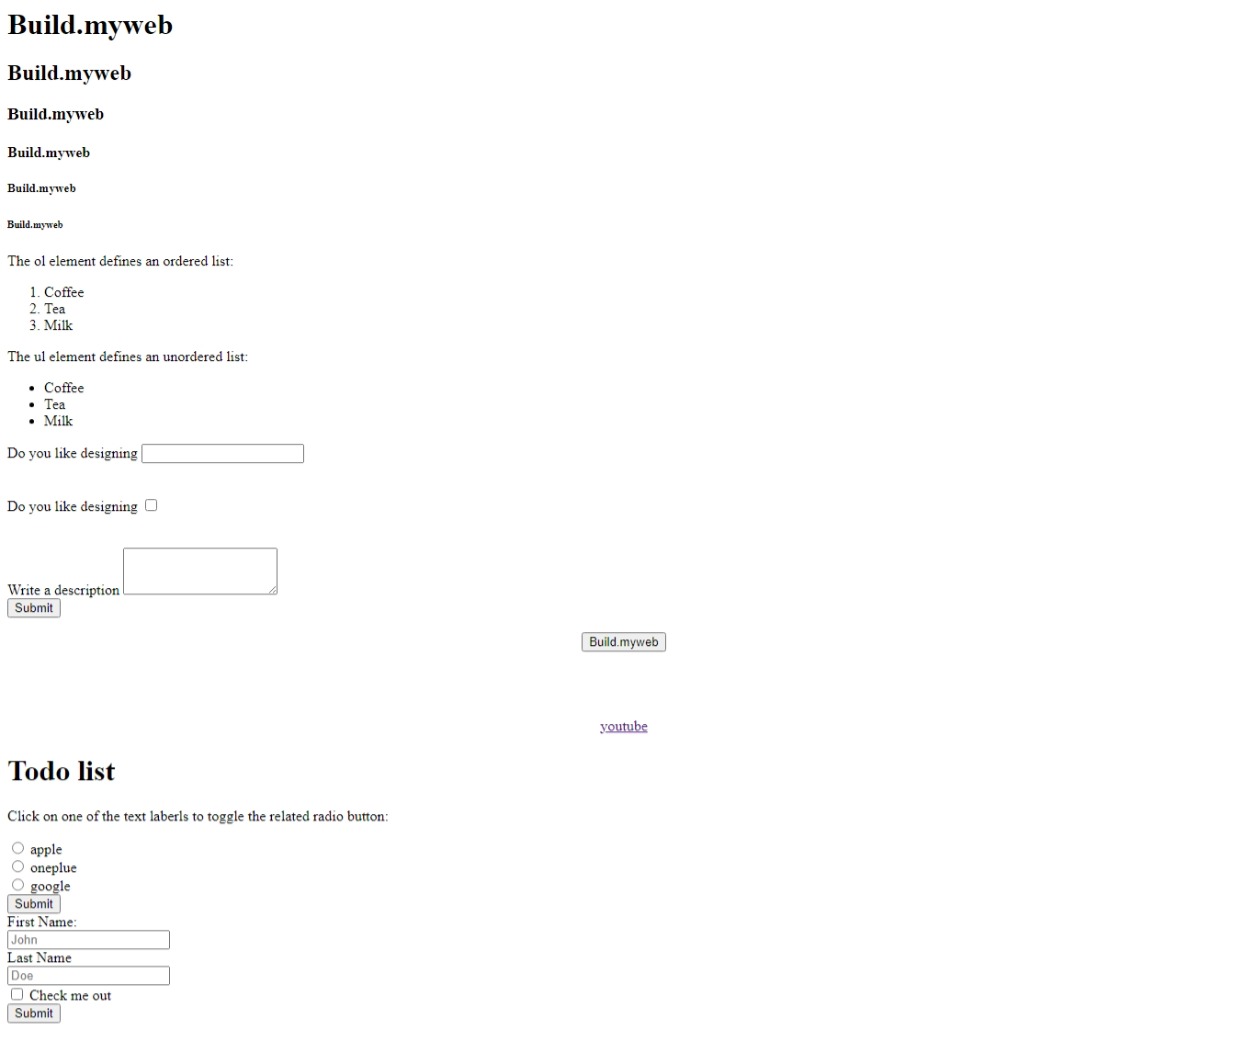 Build.myweb
Build.myweb
Build.myweb
Build.myweb
Build.myweb
Build.myweb
The ol element defines an ordered list:
1. Coffee
2. Tea
3. Milk
The ul element defines an unordered list:
• Coffee
• Tea
• Milk
Do you like designing
Do you like designing
Write a description
Submit
Build.myweb
youtube
Todo list
Click on one of the text laberls to toggle the related radio button:
apple
oneplue
google
Submit
First Name:
John
Last Name
Doe
Check me out
Submit